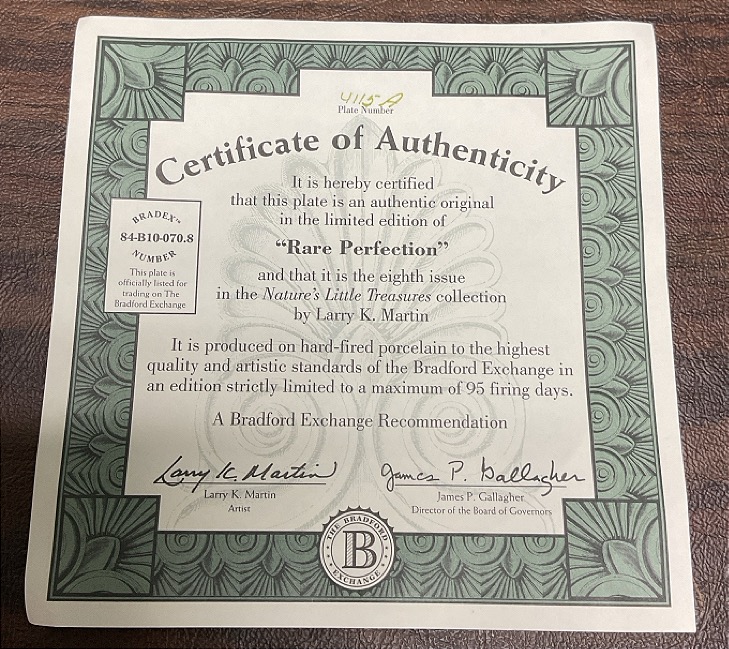 4115A
Plate Number
Certificate of Authenticity
It is hereby certified
that this plate is an authentic original
in the limited edition of
“Rare Perfection”
and that it is the eighth issue
in the Nature's Little Treasures collection
by Larry K. Martin
BRADEX™
84-B10-070.8
NUMBER
This plate is
officially listed for
trading on The
Bradford Exchange
It is produced on hard-fired porcelain to the highest
quality and artistic standards of the Bradford Exchange in
an edition strictly limited to a maximum of 95 firing days.
A Bradford Exchange Recommendation
Larry K. Martin
Larry K. Martin
Artist
James P. Gallagher
James P. Gallagher
Director of the Board of Governors
THE BRADFORD
B
EXCHANGE